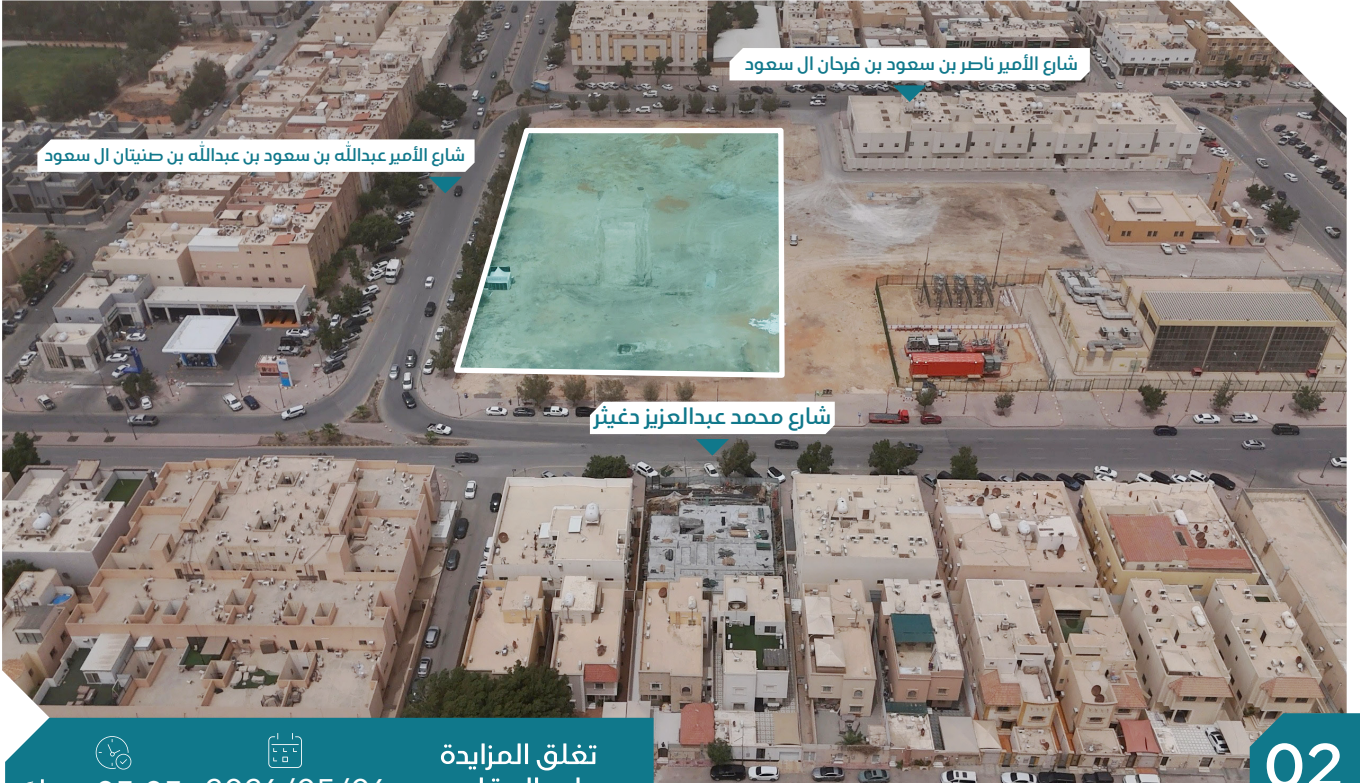 شارع الأمير ناصر بن سعود بن فرحان ال سعود
شارع الأمير عبدالله بن سعود بن عبدالله بن صنيتان ال سعود
شارع محمد عبدالعزيز دغيثر
تغلق المزايدة
02